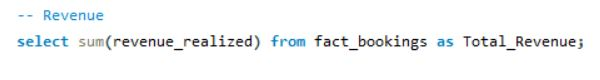 -- Revenue
select sum(revenue_realized) from fact_bookings as Total_Revenue;